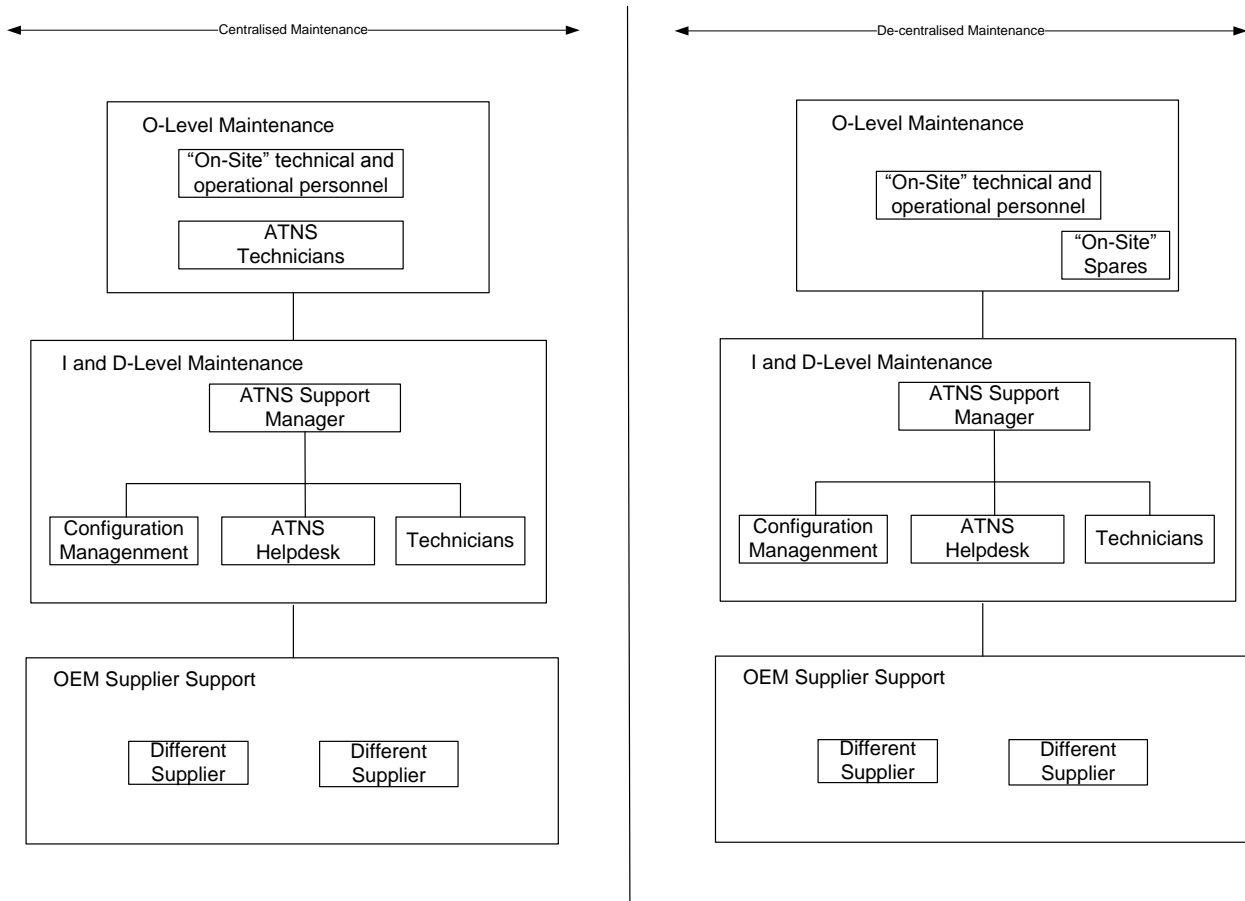 Centralised Maintenance
O-Level Maintenance
“On-Site” technical and
operational personnel
ATNS
Technicians
I and D-Level Maintenance
ATNS Support
Manager
Configuration
Managenment
ATNS
Helpdesk
Technicians
OEM Supplier Support
Different
Supplier
Different
Supplier
De-centralised Maintenance
O-Level Maintenance
“On-Site” technical and
operational personnel
“On-Site”
Spares
I and D-Level Maintenance
ATNS Support
Manager
Configuration
Managenment
ATNS
Helpdesk
Technicians
OEM Supplier Support
Different
Supplier
Different
Supplier